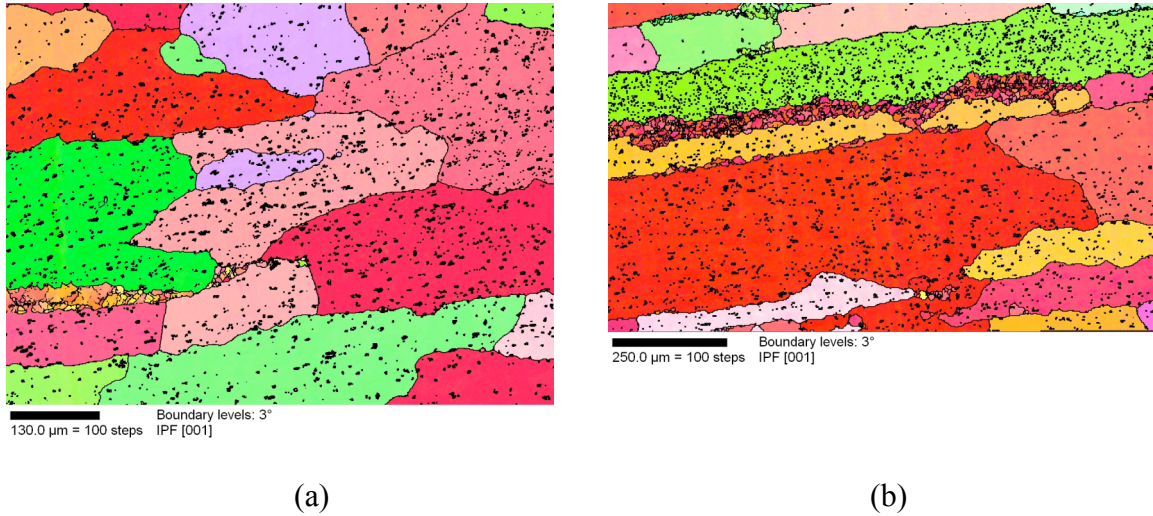 130.0 µm = 100 steps
Boundary levels: 3°
IPF [001]
250.0 µm = 100 steps
Boundary levels: 3°
IPF [001]
(a)
(b)